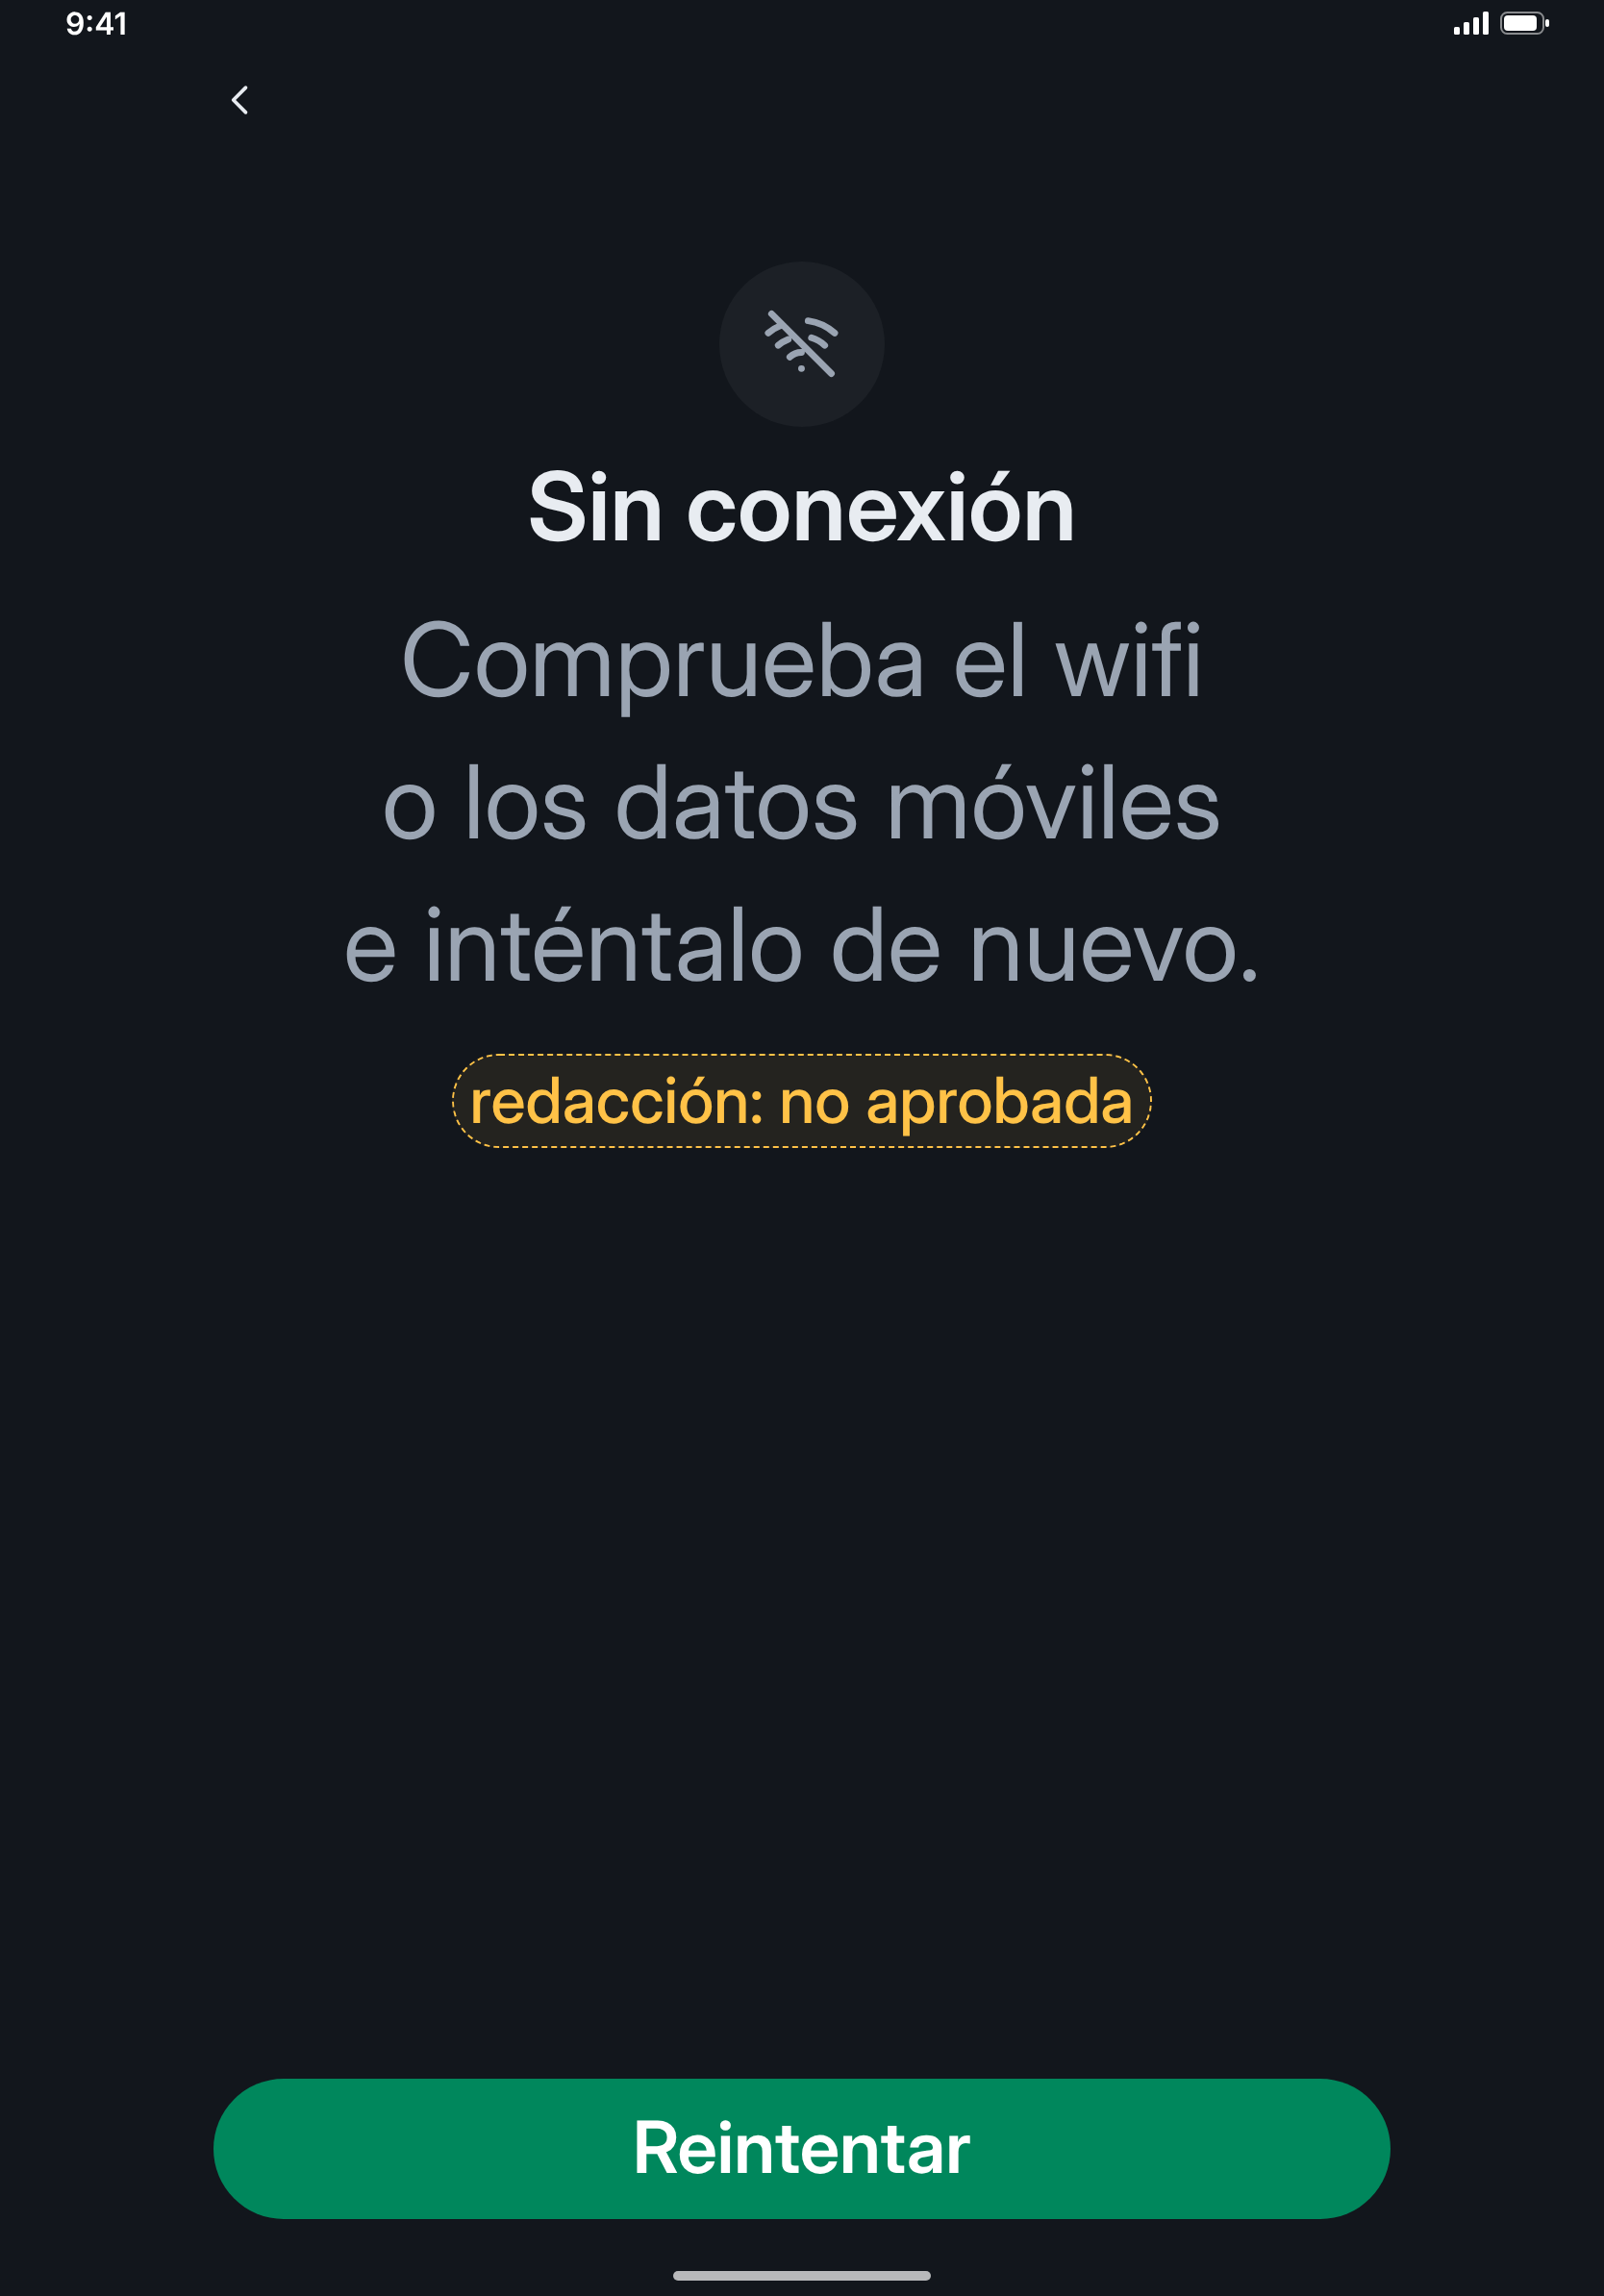 9:41
Sin conexión
Comprueba el wifi
o los datos móviles
e inténtalo de nuevo.
redacción: no aprobada
Reintentar